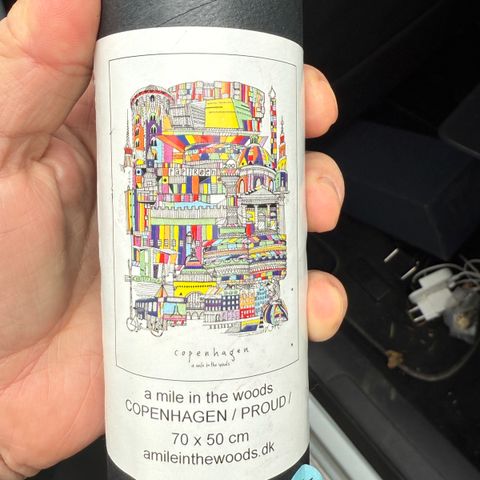 copenhagen
a mile in the woods
a mile in the woods
COPENHAGEN / PROUD /
70 x 50 cm
amileinthewoods.dk